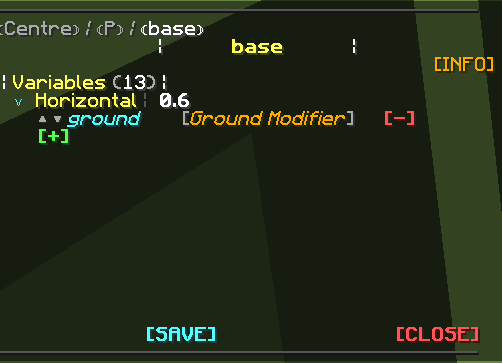 (Centre) / (P) / (base)
¦ base ¦
[INFO]
¦ Variables (13) ¦
v Horizontal ¦ 0.6
▲ ▼ ground [Ground Modifier] [−]
[+]
[SAVE] [CLOSE]